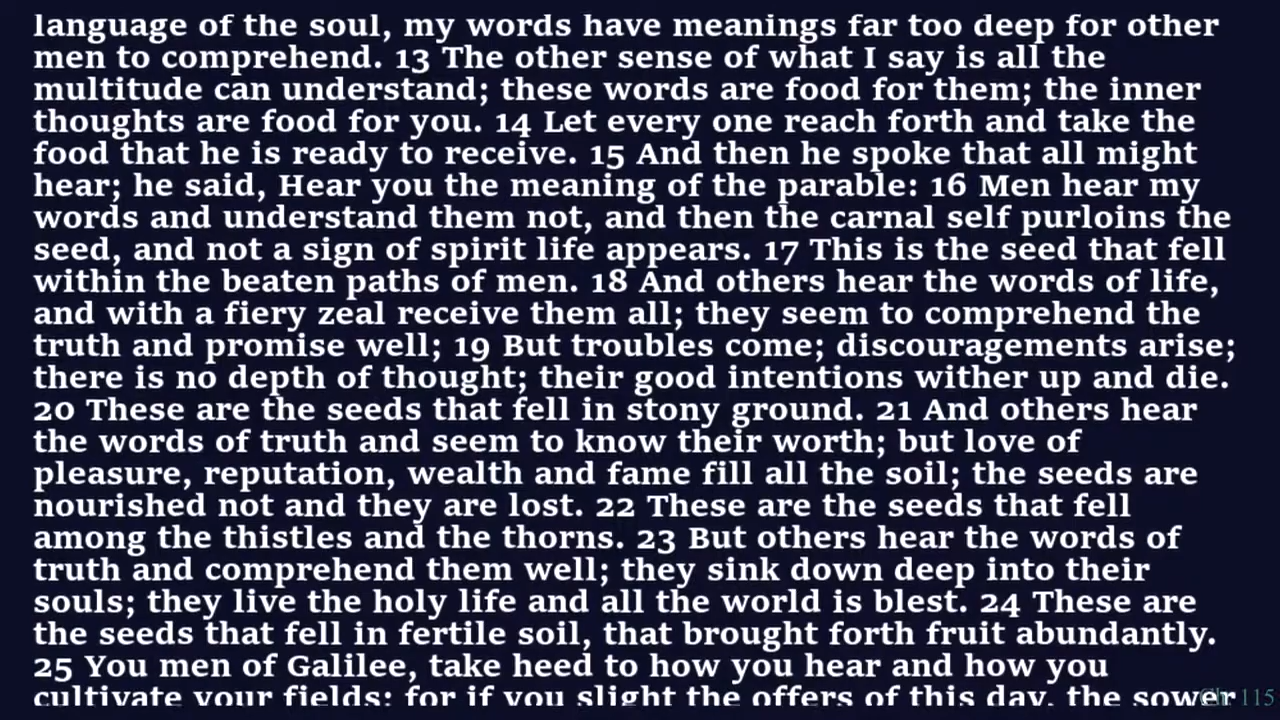 language of the soul, my words have meanings far too deep for other
men to comprehend. 13 The other sense of what I say is all the
multitude can understand; these words are food for them; the inner
thoughts are food for you. 14 Let every one reach forth and take the
food that he is ready to receive. 15 And then he spoke that all might
hear; he said, Hear you the meaning of the parable: 16 Men hear my
words and understand them not, and then the carnal self purloins the
seed, and not a sign of spirit life appears. 17 This is the seed that fell
within the beaten paths of men. 18 And others hear the words of life,
and with a fiery zeal receive them all; they seem to comprehend the
truth and promise well; 19 But troubles come; discouragements arise;
there is no depth of thought; their good intentions wither up and die.
20 These are the seeds that fell in stony ground. 21 And others hear
the words of truth and seem to know their worth; but love of
pleasure, reputation, wealth and fame fill all the soil; the seeds are
nourished not and they are lost. 22 These are the seeds that fell
among the thistles and the thorns. 23 But others hear the words of
truth and comprehend them well; they sink down deep into their
souls; they live the holy life and all the world is blest. 24 These are
the seeds that fell in fertile soil, that brought forth fruit abundantly.
25 You men of Galilee, take heed to how you hear and how you
cultivate your fields; for if you slight the offers of this day, the sower
Ch. 115